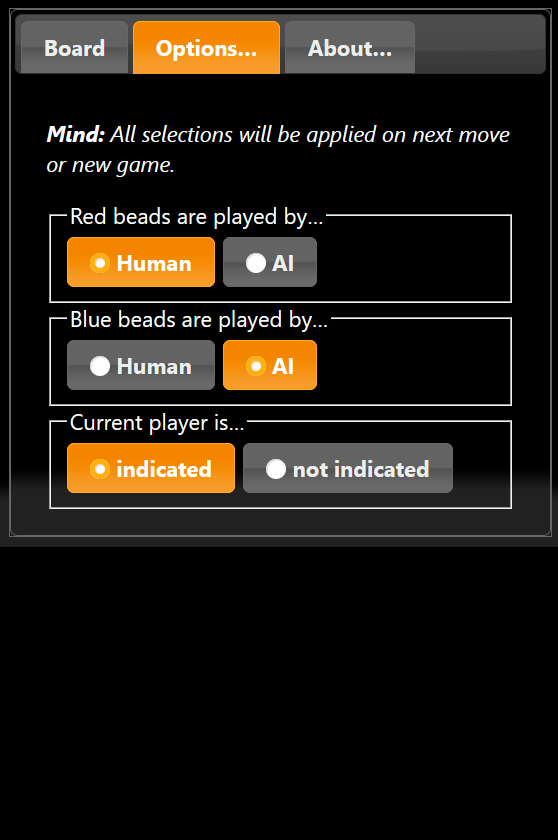 Board Options... About...
Mind: All selections will be applied on next move
or new game.
Red beads are played by...
Human AI
Blue beads are played by...
Human AI
Current player is...
indicated not indicated